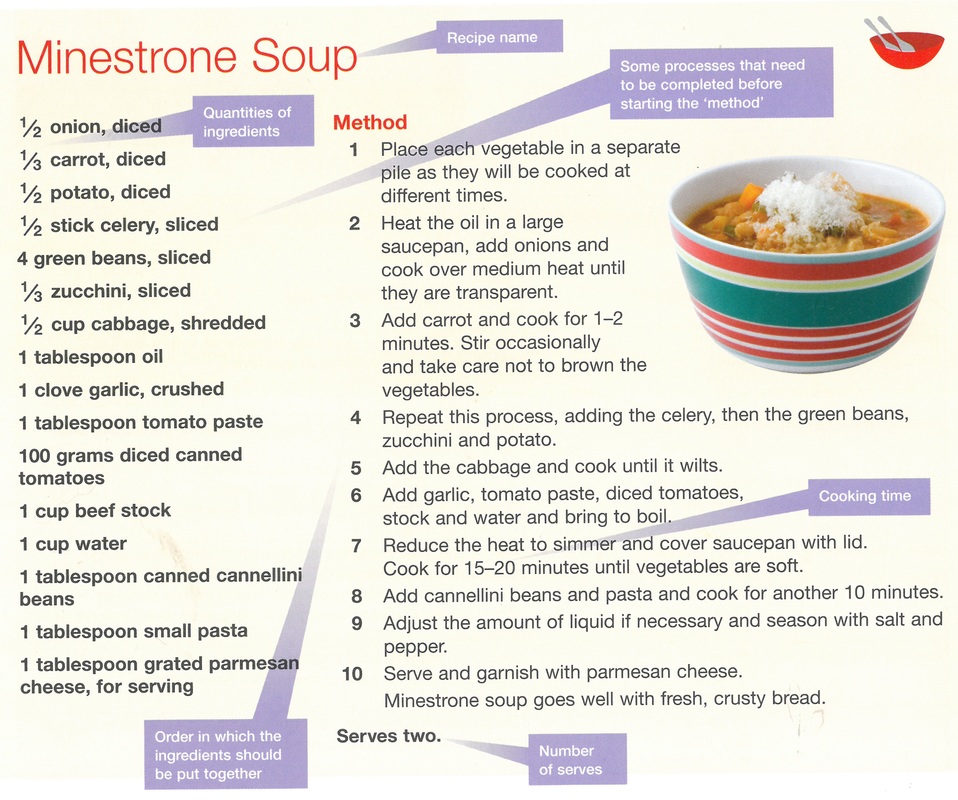 Minestrone Soup
Recipe name
Some processes that need
to be completed before
starting the ‘method’
Quantities of
ingredients
½ onion, diced
⅓ carrot, diced
½ potato, diced
½ stick celery, sliced
4 green beans, sliced
⅓ zucchini, sliced
½ cup cabbage, shredded
1 tablespoon oil
1 clove garlic, crushed
1 tablespoon tomato paste
100 grams diced canned
tomatoes
1 cup beef stock
1 cup water
1 tablespoon canned cannellini
beans
1 tablespoon small pasta
1 tablespoon grated parmesan
cheese, for serving
Order in which the
ingredients should
be put together
Method
1 Place each vegetable in a separate
pile as they will be cooked at
different times.
2 Heat the oil in a large
saucepan, add onions and
cook over medium heat until
they are transparent.
3 Add carrot and cook for 1–2
minutes. Stir occasionally
and take care not to brown the
vegetables.
4 Repeat this process, adding the celery, then the green beans,
zucchini and potato.
5 Add the cabbage and cook until it wilts.
6 Add garlic, tomato paste, diced tomatoes,
stock and water and bring to boil.
Cooking time
7 Reduce the heat to simmer and cover saucepan with lid.
Cook for 15–20 minutes until vegetables are soft.
8 Add cannellini beans and pasta and cook for another 10 minutes.
9 Adjust the amount of liquid if necessary and season with salt and
pepper.
10 Serve and garnish with parmesan cheese.
Minestrone soup goes well with fresh, crusty bread.
Serves two.
Number
of serves